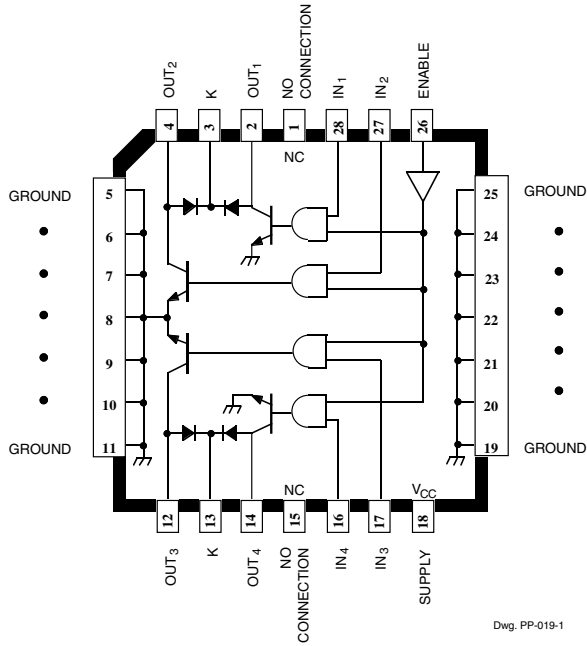 OUT2
K
OUT1
NO CONNECTION
IN1
IN2
ENABLE
4
3
2
1
28
27
26
NC
GROUND
5
25
GROUND
6
24
7
23
8
22
9
21
10
20
GROUND
11
19
GROUND
NC
VCC
12
13
14
15
16
17
18
OUT3
K
OUT4
NO CONNECTION
IN4
IN3
SUPPLY
Dwg. PP-019-1